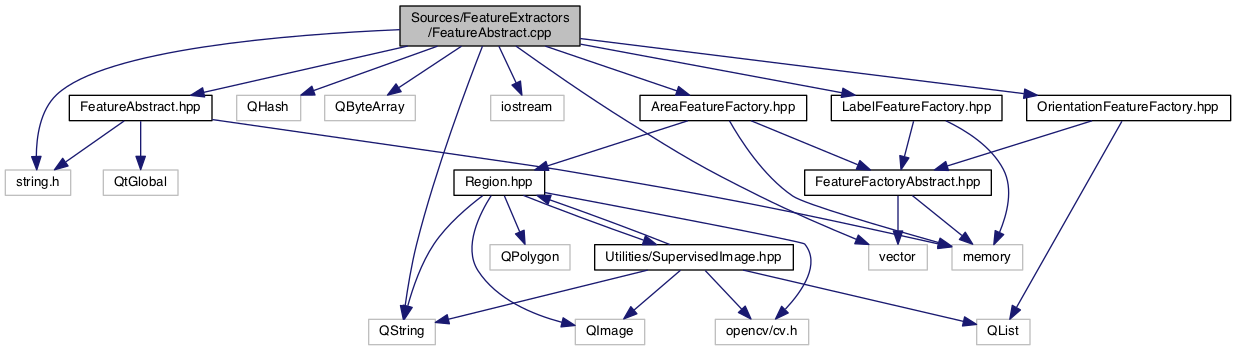 Sources/FeatureExtractors
/FeatureAbstract.cpp
FeatureAbstract.hpp
QHash
QByteArray
iostream
AreaFeatureFactory.hpp
LabelFeatureFactory.hpp
OrientationFeatureFactory.hpp
string.h
QtGlobal
Region.hpp
FeatureFactoryAbstract.hpp
QPolygon
Utilities/SupervisedImage.hpp
vector
memory
QString
QImage
opencv/cv.h
QList